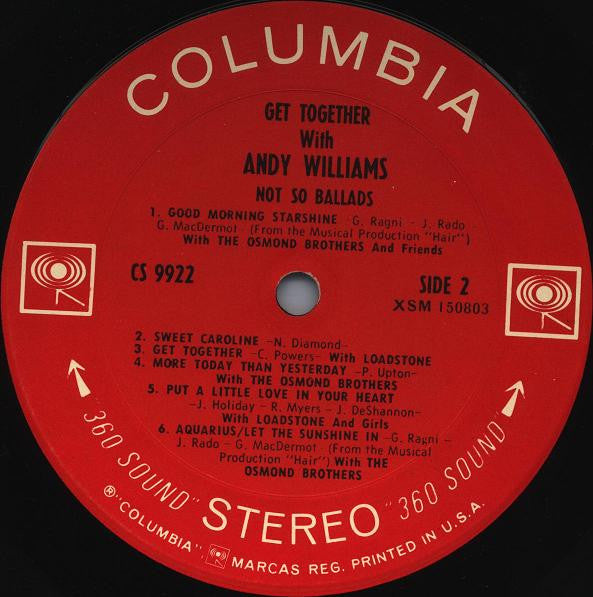 COLUMBIA
GET TOGETHER
With
ANDY WILLIAMS
NOT SO BALLADS
1. GOOD MORNING STARSHINE -G. Ragni - J. Rado -
G. MacDermot- (From the Musical Production "Hair")
With THE OSMOND BROTHERS And Friends
CS 9922
SIDE 2
XSM 150803
2. SWEET CAROLINE -N. Diamond-
3. GET TOGETHER -C. Powers- With LOADSTONE
4. MORE TODAY THAN YESTERDAY -P. Upton-
With THE OSMOND BROTHERS
5. PUT A LITTLE LOVE IN YOUR HEART
-J. Holiday - R. Myers - J. DeShannon-
With LOADSTONE And Girls
6. AQUARIUS/LET THE SUNSHINE IN -G. Ragni -
J. Rado - G. MacDermot - (From the Musical
Production "Hair") With THE
OSMOND BROTHERS
"360 SOUND" STEREO "360 SOUND"
® "COLUMBIA", MARCAS REG. PRINTED IN U.S.A.